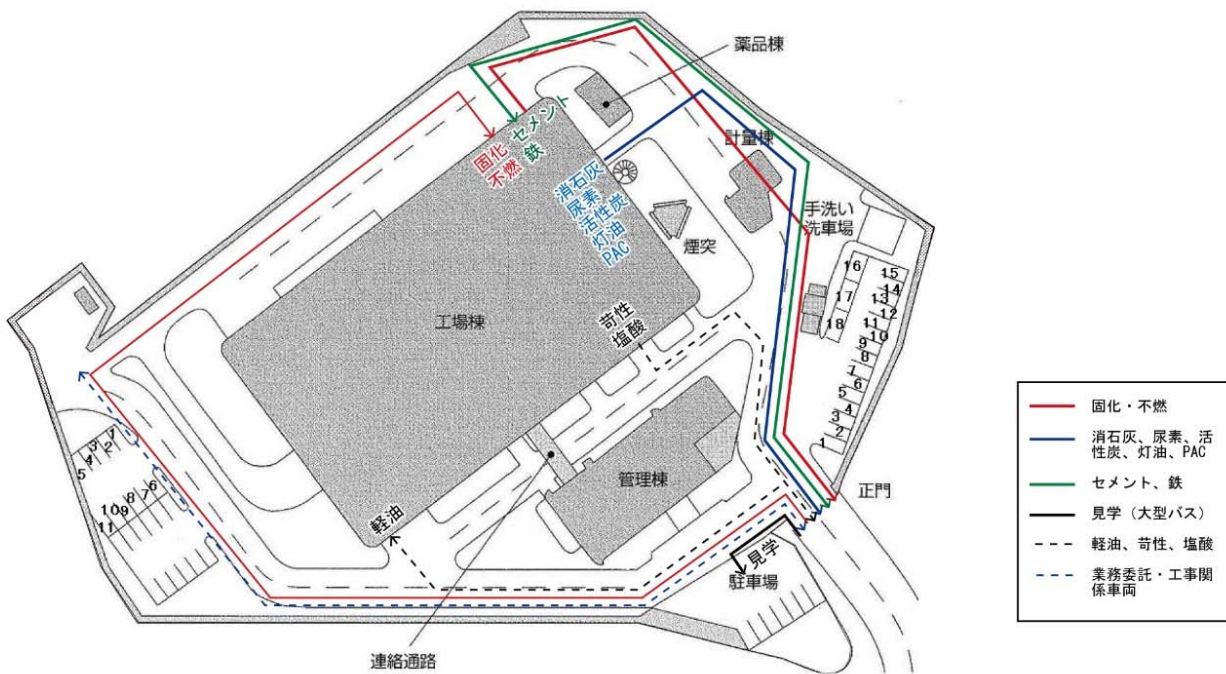 薬品棟
セメント
鉄
固化
不燃
計量棟
消石灰
尿素
活性炭
灯油
PAC
手洗い
洗車場
煙突
16
15
14
13
12
17
18
11
10
9
8
7
6
5
4
3
2
1
苛性
塩酸
工場棟
管理棟
正門
軽油
見学
駐車場
連絡通路
1
2
3
4
5
6
7
8
9
10
11
固化・不燃
消石灰、尿素、活
性炭、灯油、PAC
セメント、鉄
見学（大型バス）
軽油、苛性、塩酸
業務委託・工事関
係車両